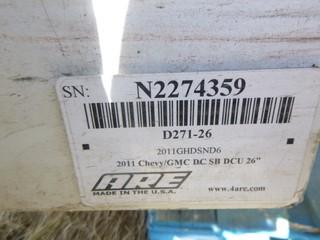 SN: N2274359
D271-26
2011GHDSND6
2011 Chevy/GMC DC SB DCU 26"
ARE
MADE IN THE U.S.A.
www.4are.com